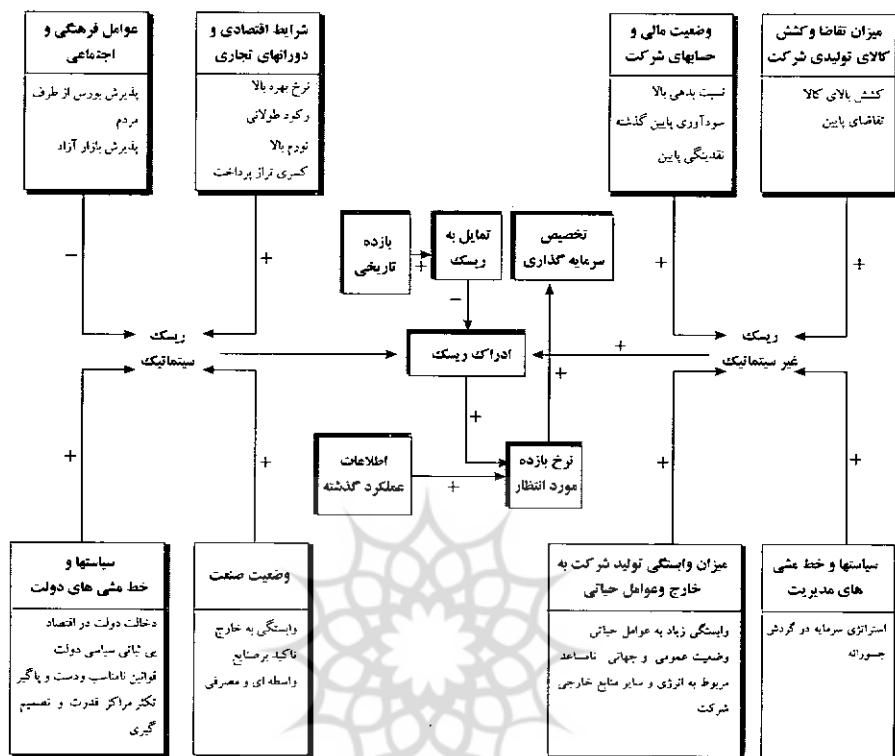 میزان تقاضا وکشش
کالای تولیدی شرکت
کشش بالای کالا
تقاضای پایین
وضعیت مالی و
حسابهای شرکت
نسبت بدهی بالا
سودآوری پایین گذشته
نقدینگی پایین
شرایط اقتصادی و
دورانهای تجاری
نرخ بهره بالا
رکود طولانی
تورم بالا
کسری تراز پرداخت
عوامل فرهنگی و
اجتماعی
پذیرش بورس از طرف
مردم
پذیرش بازار آزاد
+
+
+
−
تخصیص
سرمایه گذاری
تمایل به
ریسک
+
بازده
تاریخی
−
ریسک
غیر سیتماتیک
+
ادراک ریسک
ریسک
سیتماتیک
+
+
نرخ بازده
مورد انتظار
+
اطلاعات
عملکرد گذشته
+
+
+
+
سیاستها و خط مشی
های مدیریت
استراتژی سرمایه در گردش
جسورانه
میزان وابستگی تولید شرکت به
خارج وعوامل حیاتی
وابستگی زیاد به عوامل حیاتی
وضعیت عمومی و جهانی نامساعد
مربوط به انرژی و سایر منابع خارجی
شرکت
وضعیت صنعت
وابستگی به خارج
تاکید برصنایع
واسطه ای و مصرفی
سیاستها و
خط مشی های دولت
دخالت دولت در اقتصاد
بی ثباتی سیاسی دولت
قوانین نامناسب ودست و پاگیر
تکثر مراکز قدرت و تصمیم
گیری